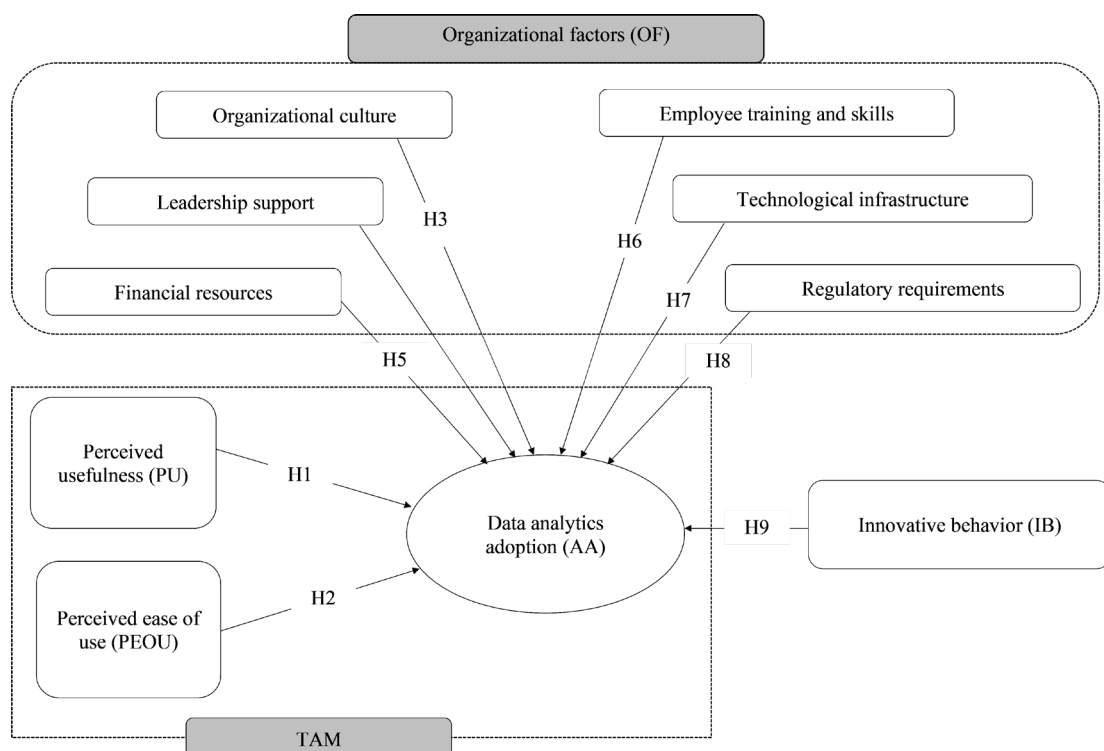 Organizational factors (OF)
Organizational culture
Employee training and skills
Leadership support
Technological infrastructure
H3
H6
Financial resources
Regulatory requirements
H7
H5
H8
Perceived
usefulness (PU)
H1
Data analytics
adoption (AA)
H9
Innovative behavior (IB)
H2
Perceived ease of
use (PEOU)
TAM